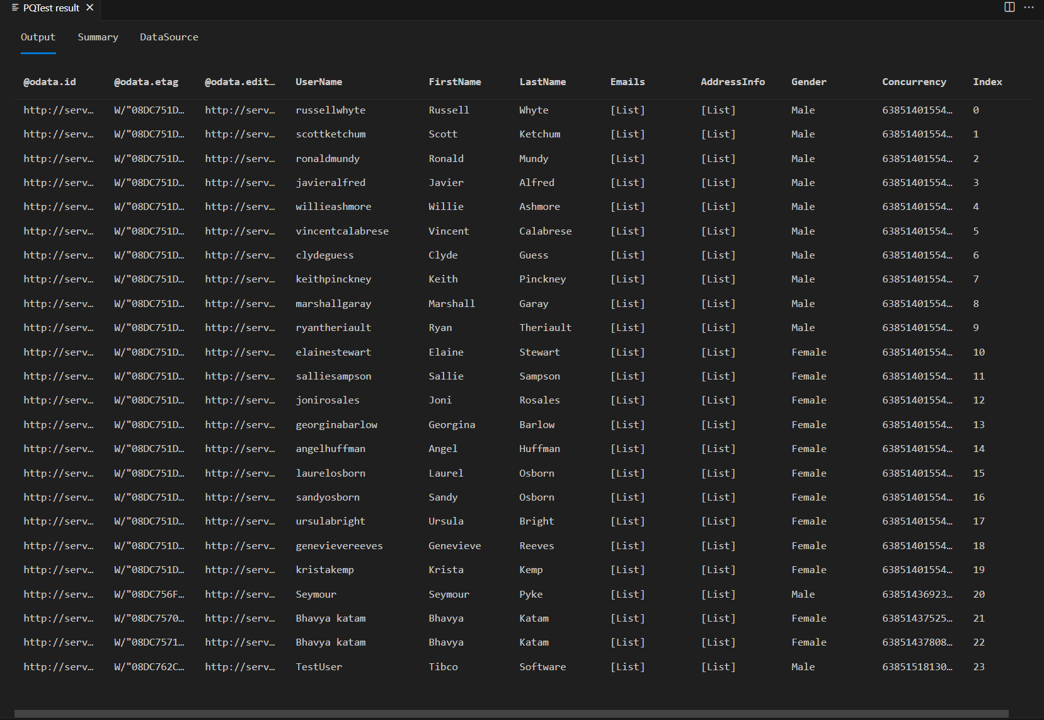 PQTest result
Output Summary DataSource
@odata.id @odata.etag @odata.edit… UserName FirstName LastName Emails AddressInfo Gender Concurrency Index
http://serv… W/"08DC751D… http://serv… russellwhyte Russell Whyte [List] [List] Male 63851401554… 0
http://serv… W/"08DC751D… http://serv… scottketchum Scott Ketchum [List] [List] Male 63851401554… 1
http://serv… W/"08DC751D… http://serv… ronaldmundy Ronald Mundy [List] [List] Male 63851401554… 2
http://serv… W/"08DC751D… http://serv… javieralfred Javier Alfred [List] [List] Male 63851401554… 3
http://serv… W/"08DC751D… http://serv… willieashmore Willie Ashmore [List] [List] Male 63851401554… 4
http://serv… W/"08DC751D… http://serv… vincentcalabrese Vincent Calabrese [List] [List] Male 63851401554… 5
http://serv… W/"08DC751D… http://serv… clydeguess Clyde Guess [List] [List] Male 63851401554… 6
http://serv… W/"08DC751D… http://serv… keithpinckney Keith Pinckney [List] [List] Male 63851401554… 7
http://serv… W/"08DC751D… http://serv… marshallgaray Marshall Garay [List] [List] Male 63851401554… 8
http://serv… W/"08DC751D… http://serv… ryantheriault Ryan Theriault [List] [List] Male 63851401554… 9
http://serv… W/"08DC751D… http://serv… elainestewart Elaine Stewart [List] [List] Female 63851401554… 10
http://serv… W/"08DC751D… http://serv… salliesampson Sallie Sampson [List] [List] Female 63851401554… 11
http://serv… W/"08DC751D… http://serv… jonirosales Joni Rosales [List] [List] Female 63851401554… 12
http://serv… W/"08DC751D… http://serv… georginabarlow Georgina Barlow [List] [List] Female 63851401554… 13
http://serv… W/"08DC751D… http://serv… angelhuffman Angel Huffman [List] [List] Female 63851401554… 14
http://serv… W/"08DC751D… http://serv… laurelosborn Laurel Osborn [List] [List] Female 63851401554… 15
http://serv… W/"08DC751D… http://serv… sandyosborn Sandy Osborn [List] [List] Female 63851401554… 16
http://serv… W/"08DC751D… http://serv… ursulabright Ursula Bright [List] [List] Female 63851401554… 17
http://serv… W/"08DC751D… http://serv… genevievereeves Genevieve Reeves [List] [List] Female 63851401554… 18
http://serv… W/"08DC751D… http://serv… kristakemp Krista Kemp [List] [List] Female 63851401554… 19
http://serv… W/"08DC756F… http://serv… Seymour Seymour Pyke [List] [List] Male 63851436923… 20
http://serv… W/"08DC7570… http://serv… Bhavya katam Bhavya Katam [List] [List] Female 63851437525… 21
http://serv… W/"08DC7571… http://serv… Bhavya katam Bhavya Katam [List] [List] Female 63851437808… 22
http://serv… W/"08DC762C… http://serv… TestUser Tibco Software [List] [List] Male 63851518130… 23